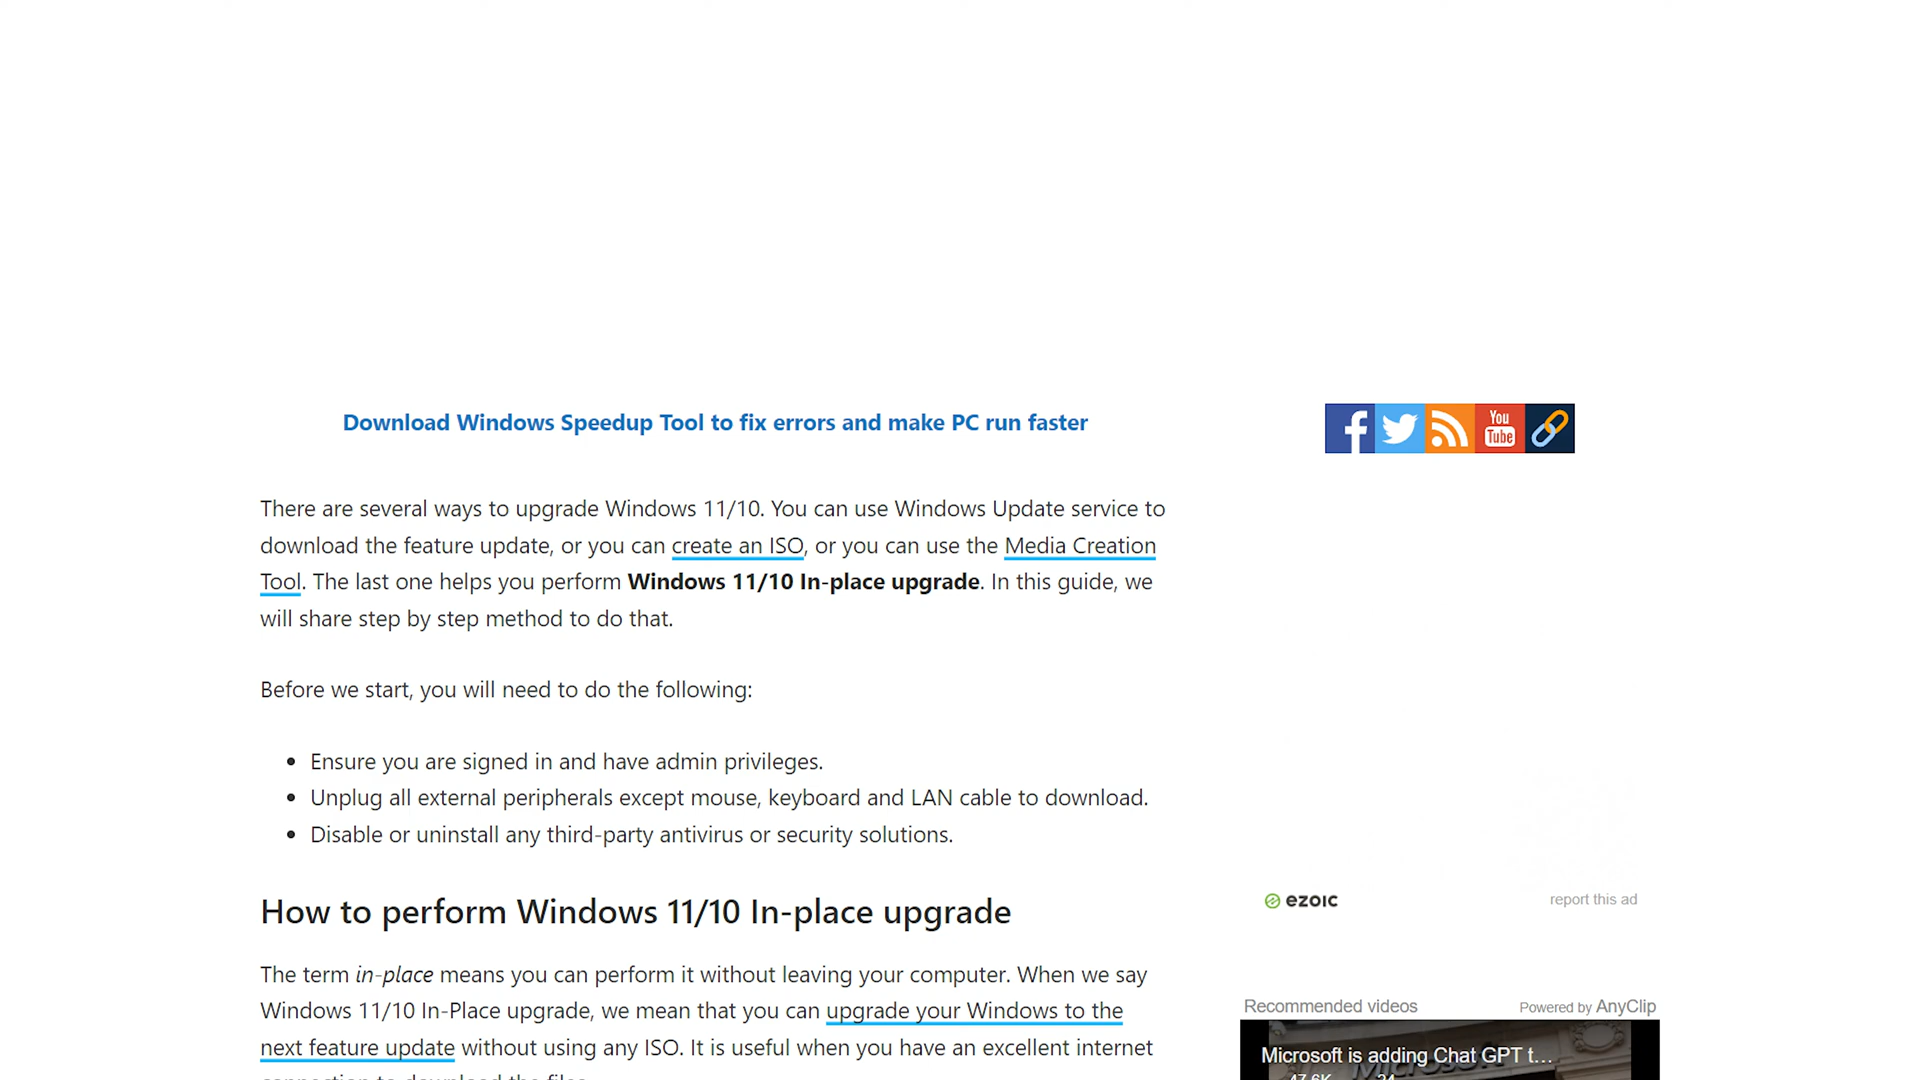 Download Windows Speedup Tool to fix errors and make PC run faster
You
Tube
There are several ways to upgrade Windows 11/10. You can use Windows Update service to
download the feature update, or you can create an ISO, or you can use the Media Creation
Tool. The last one helps you perform Windows 11/10 In-place upgrade. In this guide, we
will share step by step method to do that.
Before we start, you will need to do the following:
Ensure you are signed in and have admin privileges.
Unplug all external peripherals except mouse, keyboard and LAN cable to download.
Disable or uninstall any third-party antivirus or security solutions.
How to perform Windows 11/10 In-place upgrade
The term in-place means you can perform it without leaving your computer. When we say
Windows 11/10 In-Place upgrade, we mean that you can upgrade your Windows to the
next feature update without using any ISO. It is useful when you have an excellent internet
connection to download the files.
ezoic
report this ad
Recommended videos
Powered by AnyClip
Microsoft is adding Chat GPT t...
47.6K 24